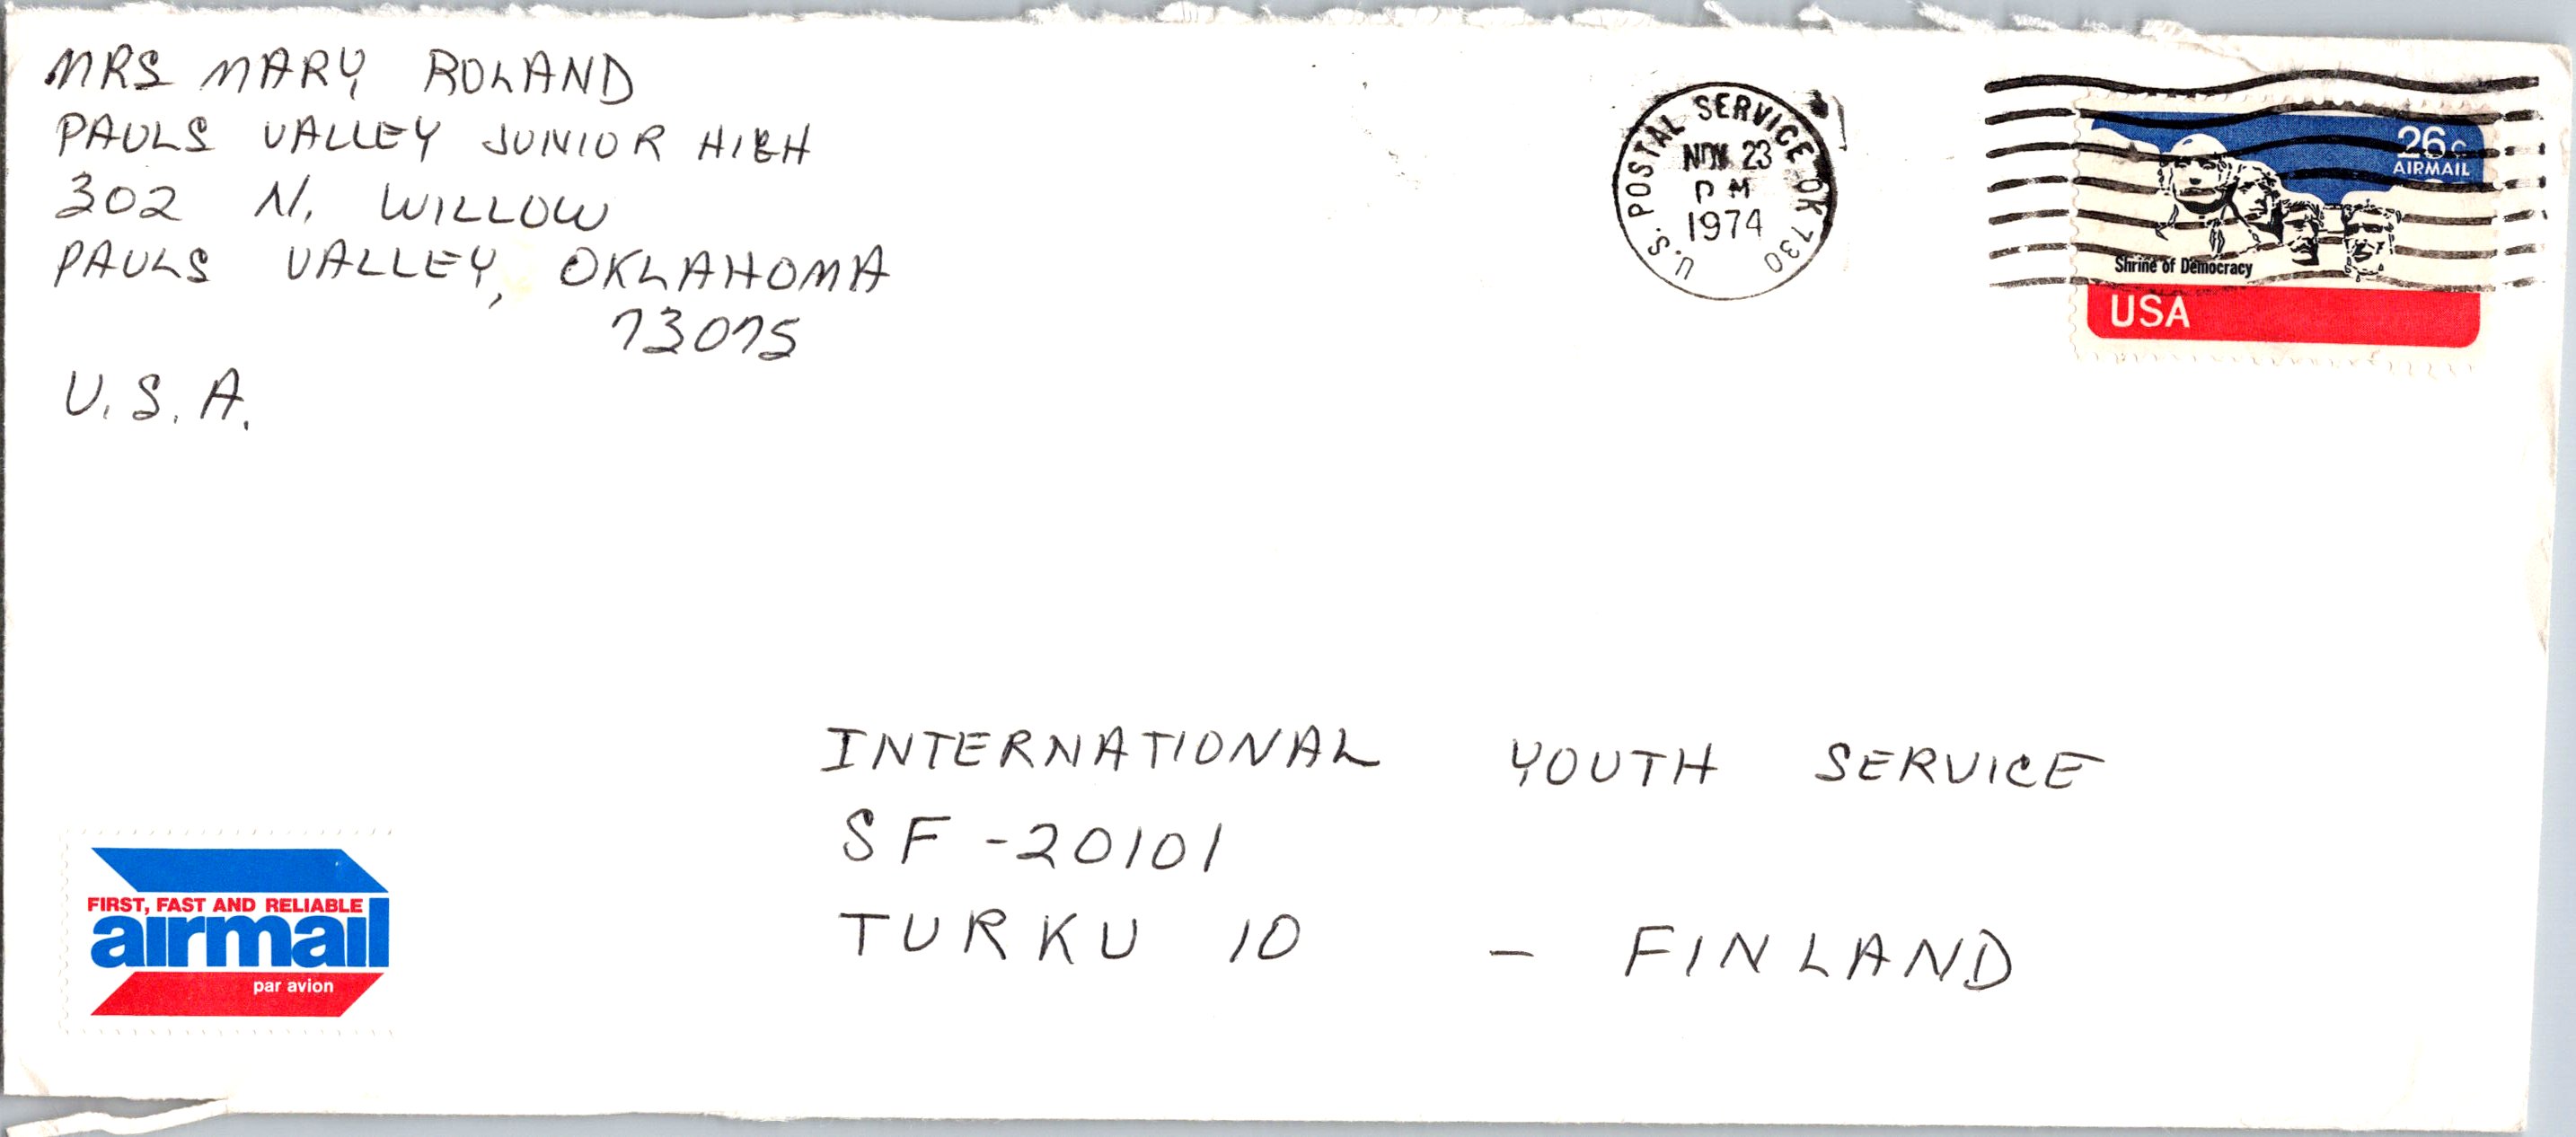 MRS MARY ROLAND
PAULS VALLEY JUNIOR HIGH
302 N. WILLOW
PAULS VALLEY, OKLAHOMA
73075
U.S.A.
U.S. POSTAL SERVICE OK 730
NOV 23
PM
1974
26c
AIRMAIL
Shrine of Democracy
USA
INTERNATIONAL YOUTH SERVICE
SF-20101
TURKU 10 - FINLAND
FIRST, FAST AND RELIABLE
airmail
par avion